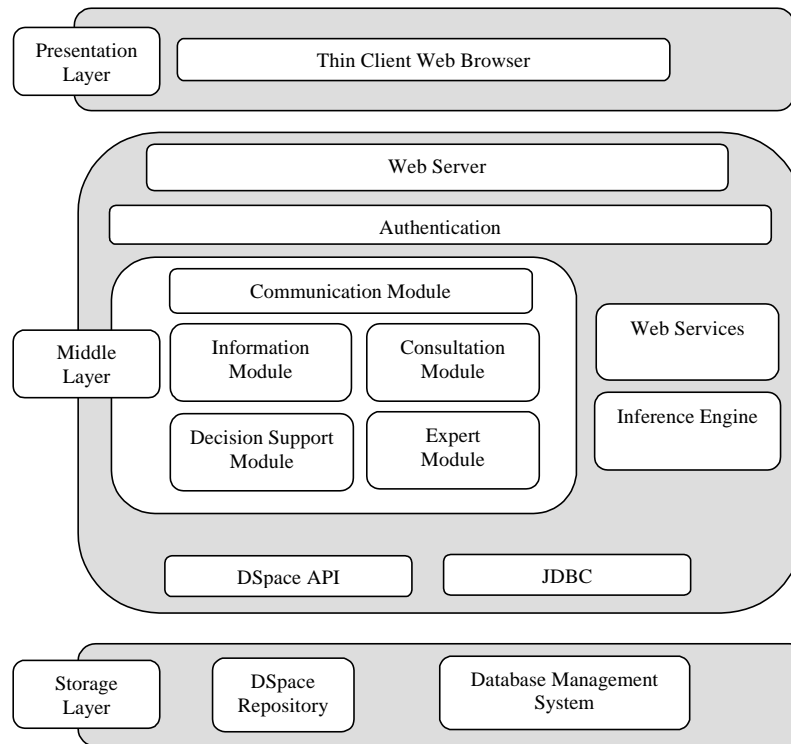 Presentation
Layer
Thin Client Web Browser
Web Server
Authentication
Communication Module
Middle
Layer
Information
Module
Consultation
Module
Web Services
Decision Support
Module
Expert
Module
Inference Engine
DSpace API
JDBC
Storage
Layer
DSpace
Repository
Database Management
System